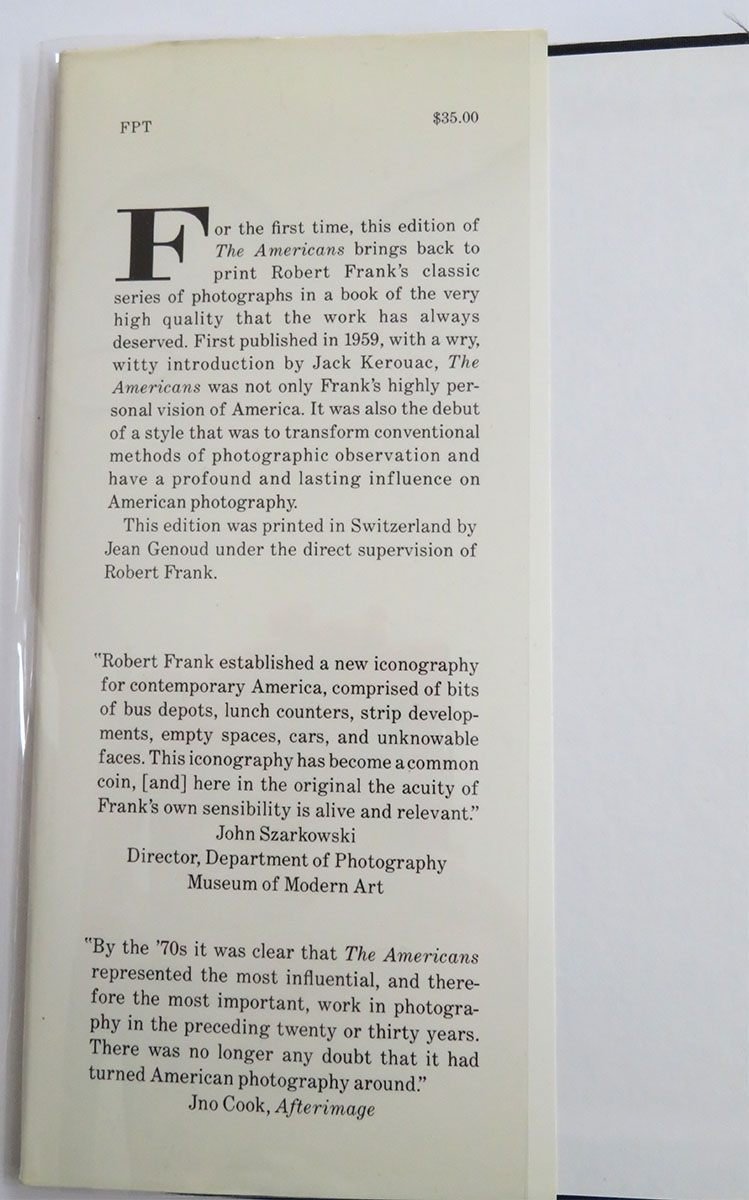 FPT $35.00
For the first time, this edition of
The Americans brings back to
print Robert Frank's classic
series of photographs in a book of the very
high quality that the work has always
deserved. First published in 1959, with a wry,
witty introduction by Jack Kerouac, The
Americans was not only Frank's highly per-
sonal vision of America. It was also the debut
of a style that was to transform conventional
methods of photographic observation and
have a profound and lasting influence on
American photography.
This edition was printed in Switzerland by
Jean Genoud under the direct supervision of
Robert Frank.
"Robert Frank established a new iconography
for contemporary America, comprised of bits
of bus depots, lunch counters, strip develop-
ments, empty spaces, cars, and unknowable
faces. This iconography has become a common
coin, [and] here in the original the acuity of
Frank's own sensibility is alive and relevant."
John Szarkowski
Director, Department of Photography
Museum of Modern Art
"By the '70s it was clear that The Americans
represented the most influential, and there-
fore the most important, work in photogra-
phy in the preceding twenty or thirty years.
There was no longer any doubt that it had
turned American photography around."
Jno Cook, Afterimage